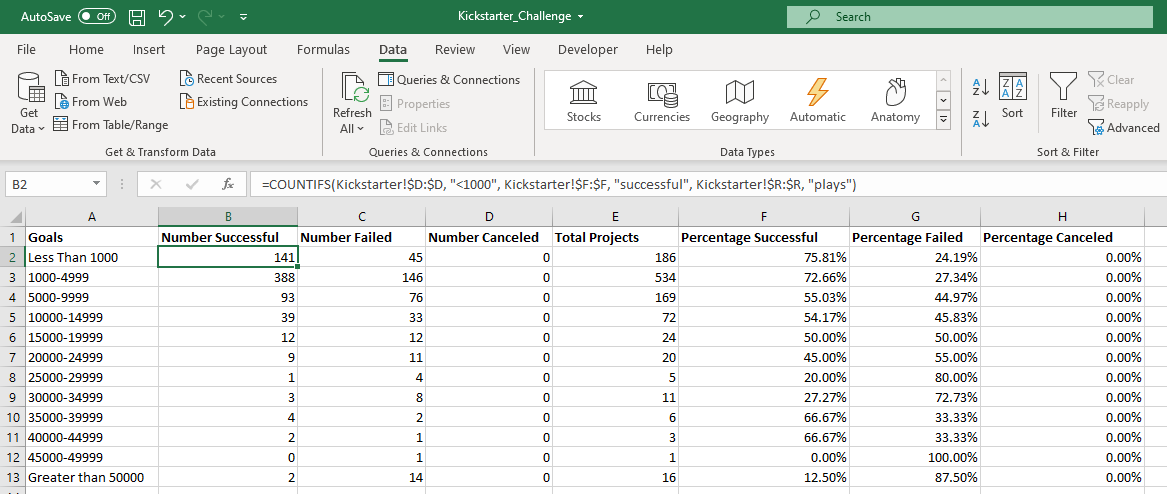 AutoSave Off Kickstarter_Challenge Search
File Home Insert Page Layout Formulas Data Review View Developer Help
Get Data
From Text/CSV
From Web
From Table/Range
Recent Sources
Existing Connections
Get & Transform Data
Refresh All
Queries & Connections
Properties
Edit Links
Queries & Connections
Stocks Currencies Geography Automatic Anatomy
Data Types
Sort Filter
Clear
Reapply
Advanced
Sort & Filter
B2 fx =COUNTIFS(Kickstarter!$D:$D, "<1000", Kickstarter!$F:$F, "successful", Kickstarter!$R:$R, "plays")
A B C D E F G H
1 Goals Number Successful Number Failed Number Canceled Total Projects Percentage Successful Percentage Failed Percentage Canceled
2 Less Than 1000 141 45 0 186 75.81% 24.19% 0.00%
3 1000-4999 388 146 0 534 72.66% 27.34% 0.00%
4 5000-9999 93 76 0 169 55.03% 44.97% 0.00%
5 10000-14999 39 33 0 72 54.17% 45.83% 0.00%
6 15000-19999 12 12 0 24 50.00% 50.00% 0.00%
7 20000-24999 9 11 0 20 45.00% 55.00% 0.00%
8 25000-29999 1 4 0 5 20.00% 80.00% 0.00%
9 30000-34999 3 8 0 11 27.27% 72.73% 0.00%
10 35000-39999 4 2 0 6 66.67% 33.33% 0.00%
11 40000-44999 2 1 0 3 66.67% 33.33% 0.00%
12 45000-49999 0 1 0 1 0.00% 100.00% 0.00%
13 Greater than 50000 2 14 0 16 12.50% 87.50% 0.00%